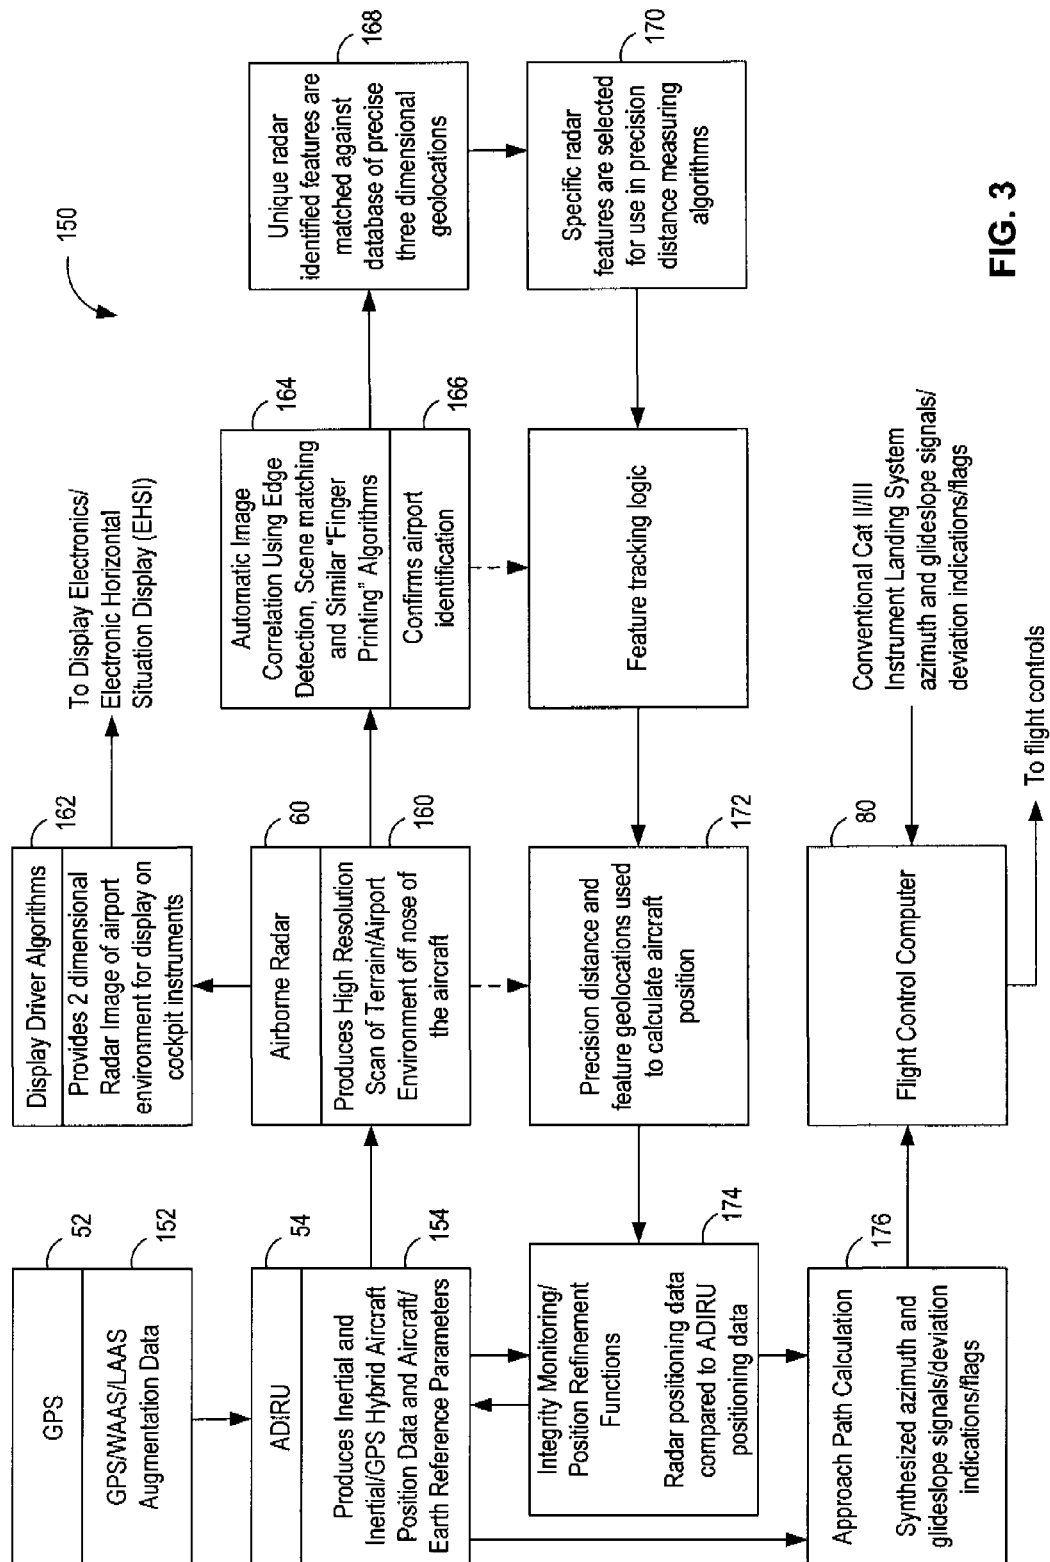 150
GPS
52
GPS/WAAS/LAAS
Augmentation Data
152
Display Driver Algorithms
162
Provides 2 dimensional
Radar Image of airport
environment for display on
cockpit instruments
To Display Electronics/
Electronic Horizontal
Situation Display (EHSI)
ADIRU
54
Produces Inertial and
Inertial/GPS Hybrid Aircraft
Position Data and Aircraft/
Earth Reference Parameters
154
Airborne Radar
60
Produces High Resolution
Scan of Terrain/Airport
Environment off nose of
the aircraft
160
Automatic Image
Correlation Using Edge
Detection, Scene matching
and Similar “Finger
Printing” Algorithms
164
Confirms airport
identification
166
Unique radar
identified features are
matched against
database of precise
three dimensional
geolocations
168
Integrity Monitoring/
Position Refinement
Functions
Radar positioning data
compared to ADIRU
positioning data
174
Precision distance and
feature geolocations used
to calculate aircraft
position
172
Feature tracking logic
Specific radar
features are selected
for use in precision
distance measuring
algorithms
170
Approach Path Calculation
176
Synthesized azimuth and
glideslope signals/deviation
indications/flags
Flight Control Computer
80
Conventional Cat II/III
Instrument Landing System
azimuth and glideslope signals/
deviation indications/flags
To flight controls
FIG. 3